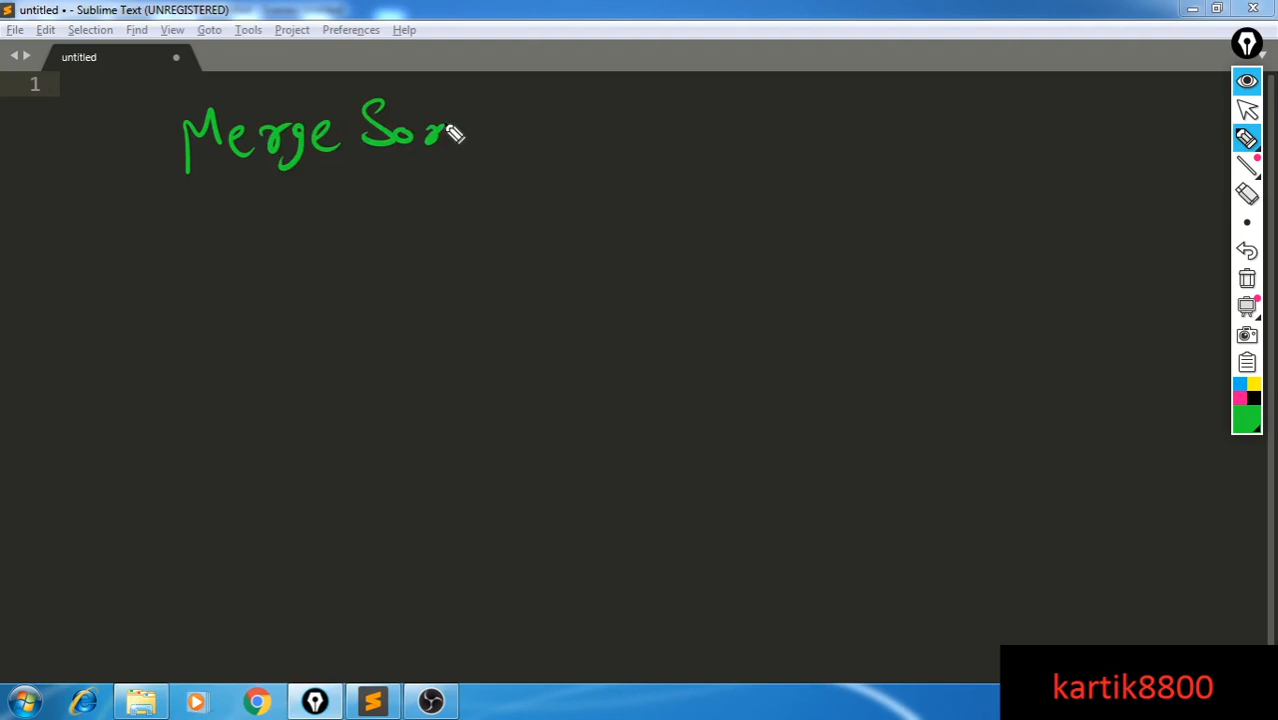 untitled • - Sublime Text (UNREGISTERED)
File Edit Selection Find View Goto Tools Project Preferences Help
untitled
1
Merge Sor
kartik8800